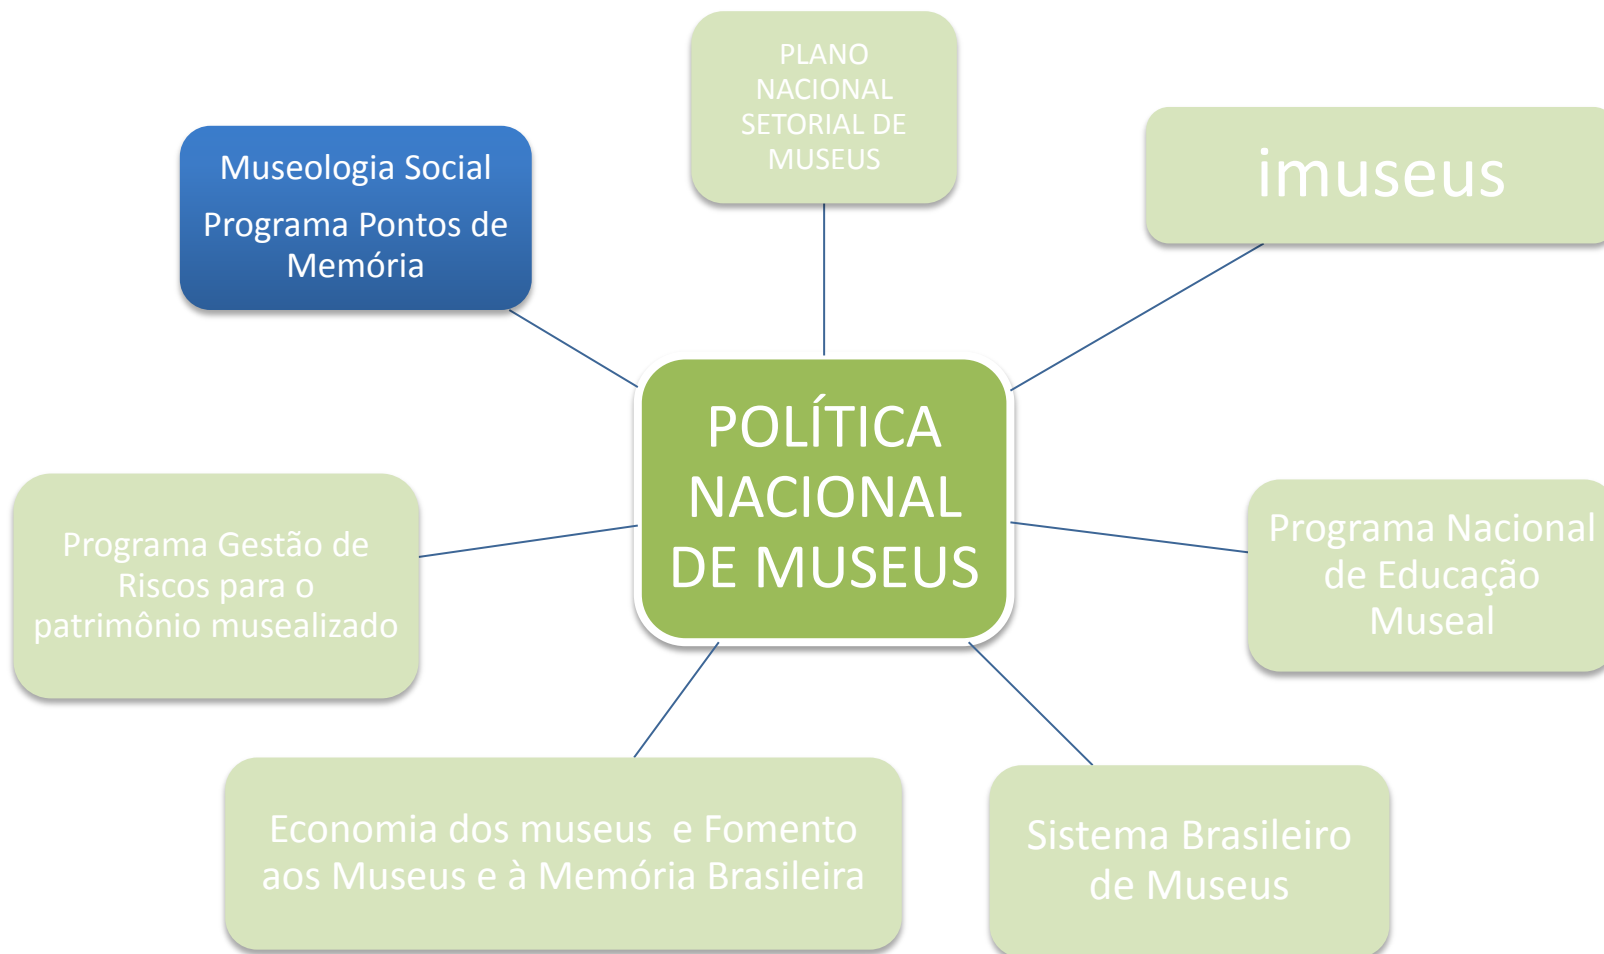 PLANO
NACIONAL
SETORIAL DE
MUSEUS
imuseus
Museologia Social
Programa Pontos de
Memória
POLÍTICA
NACIONAL
DE MUSEUS
Programa Nacional
de Educação
Museal
Programa Gestão de
Riscos para o
patrimônio musealizado
Economia dos museus e Fomento
aos Museus e à Memória Brasileira
Sistema Brasileiro
de Museus